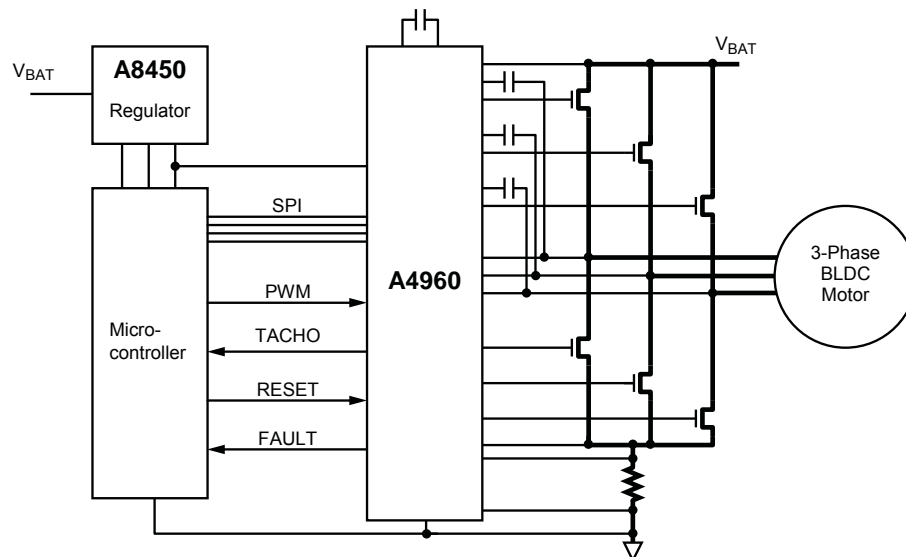 V_BAT
A8450
Regulator
V_BAT
SPI
PWM
TACHO
RESET
FAULT
Micro-
controller
A4960
3-Phase
BLDC
Motor